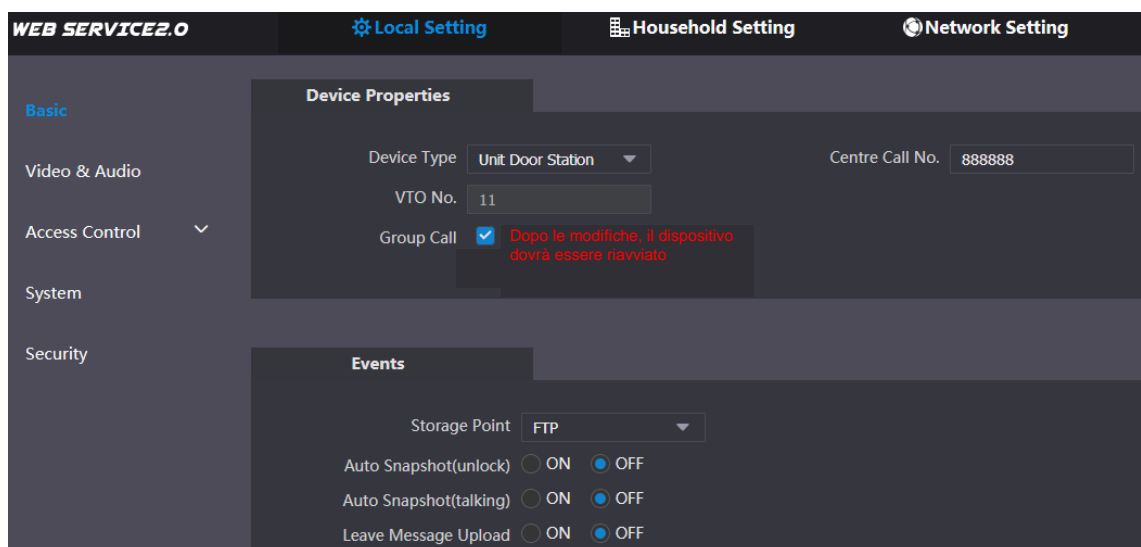 WEB SERVICE2.0
Local Setting
Household Setting
Network Setting
Basic
Video & Audio
Access Control
System
Security
Device Properties
Device Type Unit Door Station
Centre Call No. 888888
VTO No. 11
Group Call Dopo le modifiche, il dispositivo
dovrà essere riavviato
Events
Storage Point FTP
Auto Snapshot(unlock) ON OFF
Auto Snapshot(talking) ON OFF
Leave Message Upload ON OFF